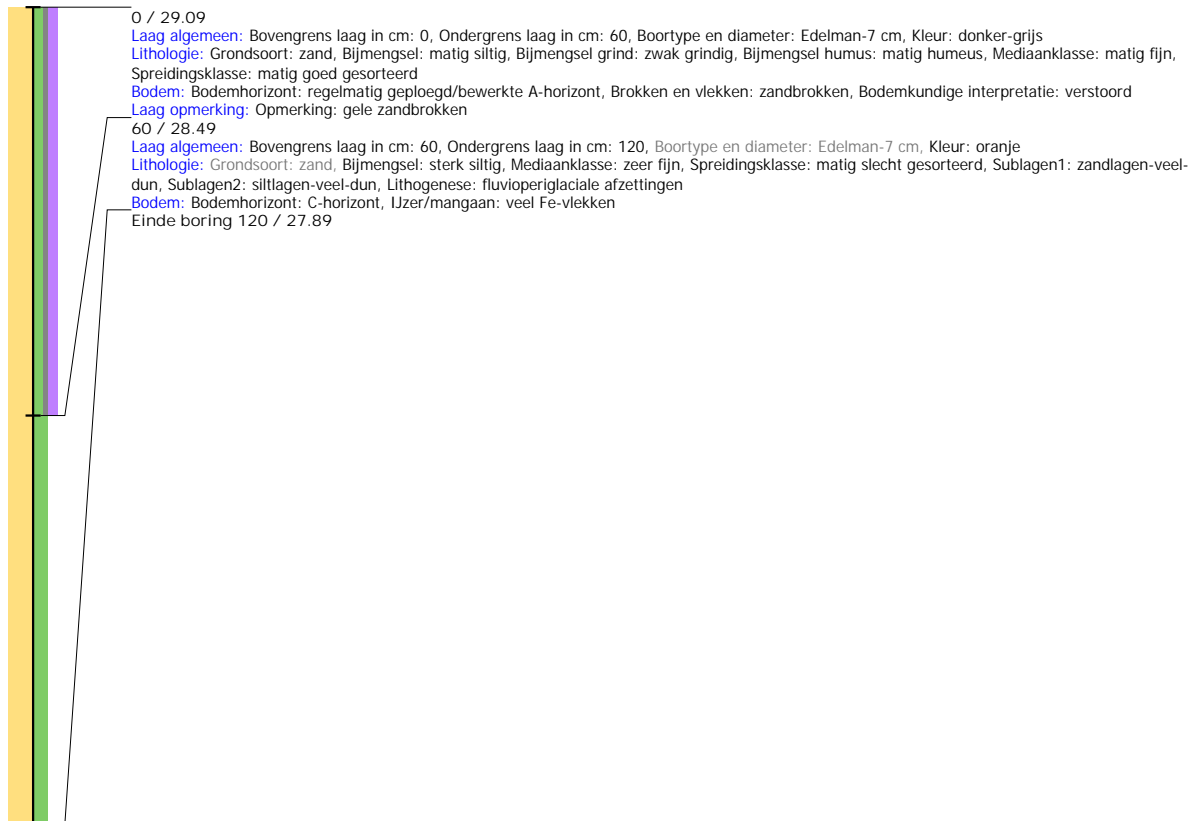 0 / 29.09
Laag algemeen: Bovengrens laag in cm: 0, Ondergrens laag in cm: 60, Boortype en diameter: Edelman-7 cm, Kleur: donker-grijs
Lithologie: Grondsoort: zand, Bijmengsel: matig siltig, Bijmengsel grind: zwak grindig, Bijmengsel humus: matig humeus, Mediaanklasse: matig fijn,
Spreidingsklasse: matig goed gesorteerd
Bodem: Bodemhorizont: regelmatig geploegd/bewerkte A-horizont, Brokken en vlekken: zandbrokken, Bodemkundige interpretatie: verstoord
Laag opmerking: Opmerking: gele zandbrokken
60 / 28.49
Laag algemeen: Bovengrens laag in cm: 60, Ondergrens laag in cm: 120, Boortype en diameter: Edelman-7 cm, Kleur: oranje
Lithologie: Grondsoort: zand, Bijmengsel: sterk siltig, Mediaanklasse: zeer fijn, Spreidingsklasse: matig slecht gesorteerd, Sublagen1: zandlagen-veel-
dun, Sublagen2: siltlagen-veel-dun, Lithogenese: fluvioperiglaciale afzettingen
Bodem: Bodemhorizont: C-horizont, IJzer/mangaan: veel Fe-vlekken
Einde boring 120 / 27.89